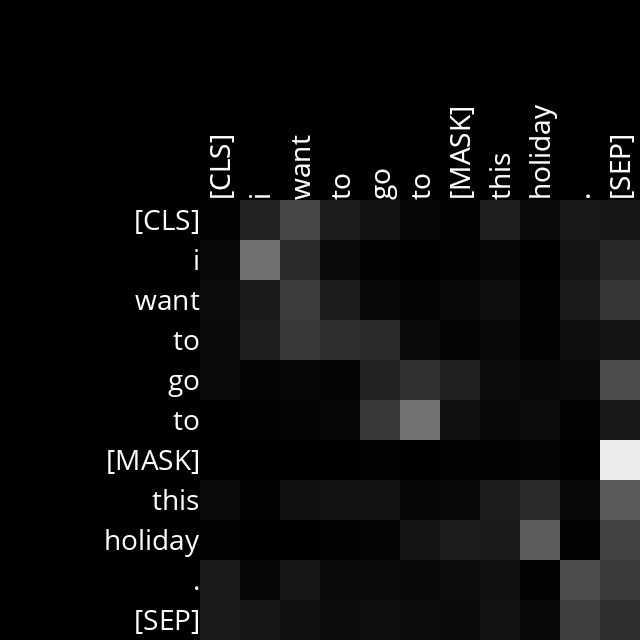 [CLS] i want to go to [MASK] this holiday . [SEP]
[CLS]
i
want
to
go
to
[MASK]
this
holiday
.
[SEP]